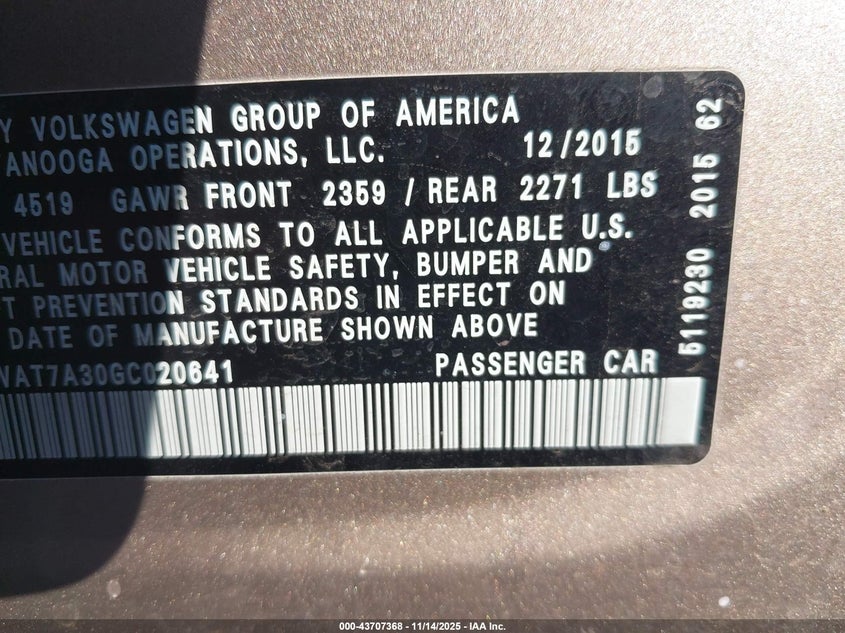 Y VOLKSWAGEN GROUP OF AMERICA
TANOOGA OPERATIONS, LLC. 12/2015
4519 GAWR FRONT 2359 / REAR 2271 LBS
VEHICLE CONFORMS TO ALL APPLICABLE U.S.
RAL MOTOR VEHICLE SAFETY, BUMPER AND
T PREVENTION STANDARDS IN EFFECT ON
DATE OF MANUFACTURE SHOWN ABOVE
WAT7A30GC020641 PASSENGER CAR
5119230 2015 62
000-43707368 - 11/14/2025 - IAA Inc.